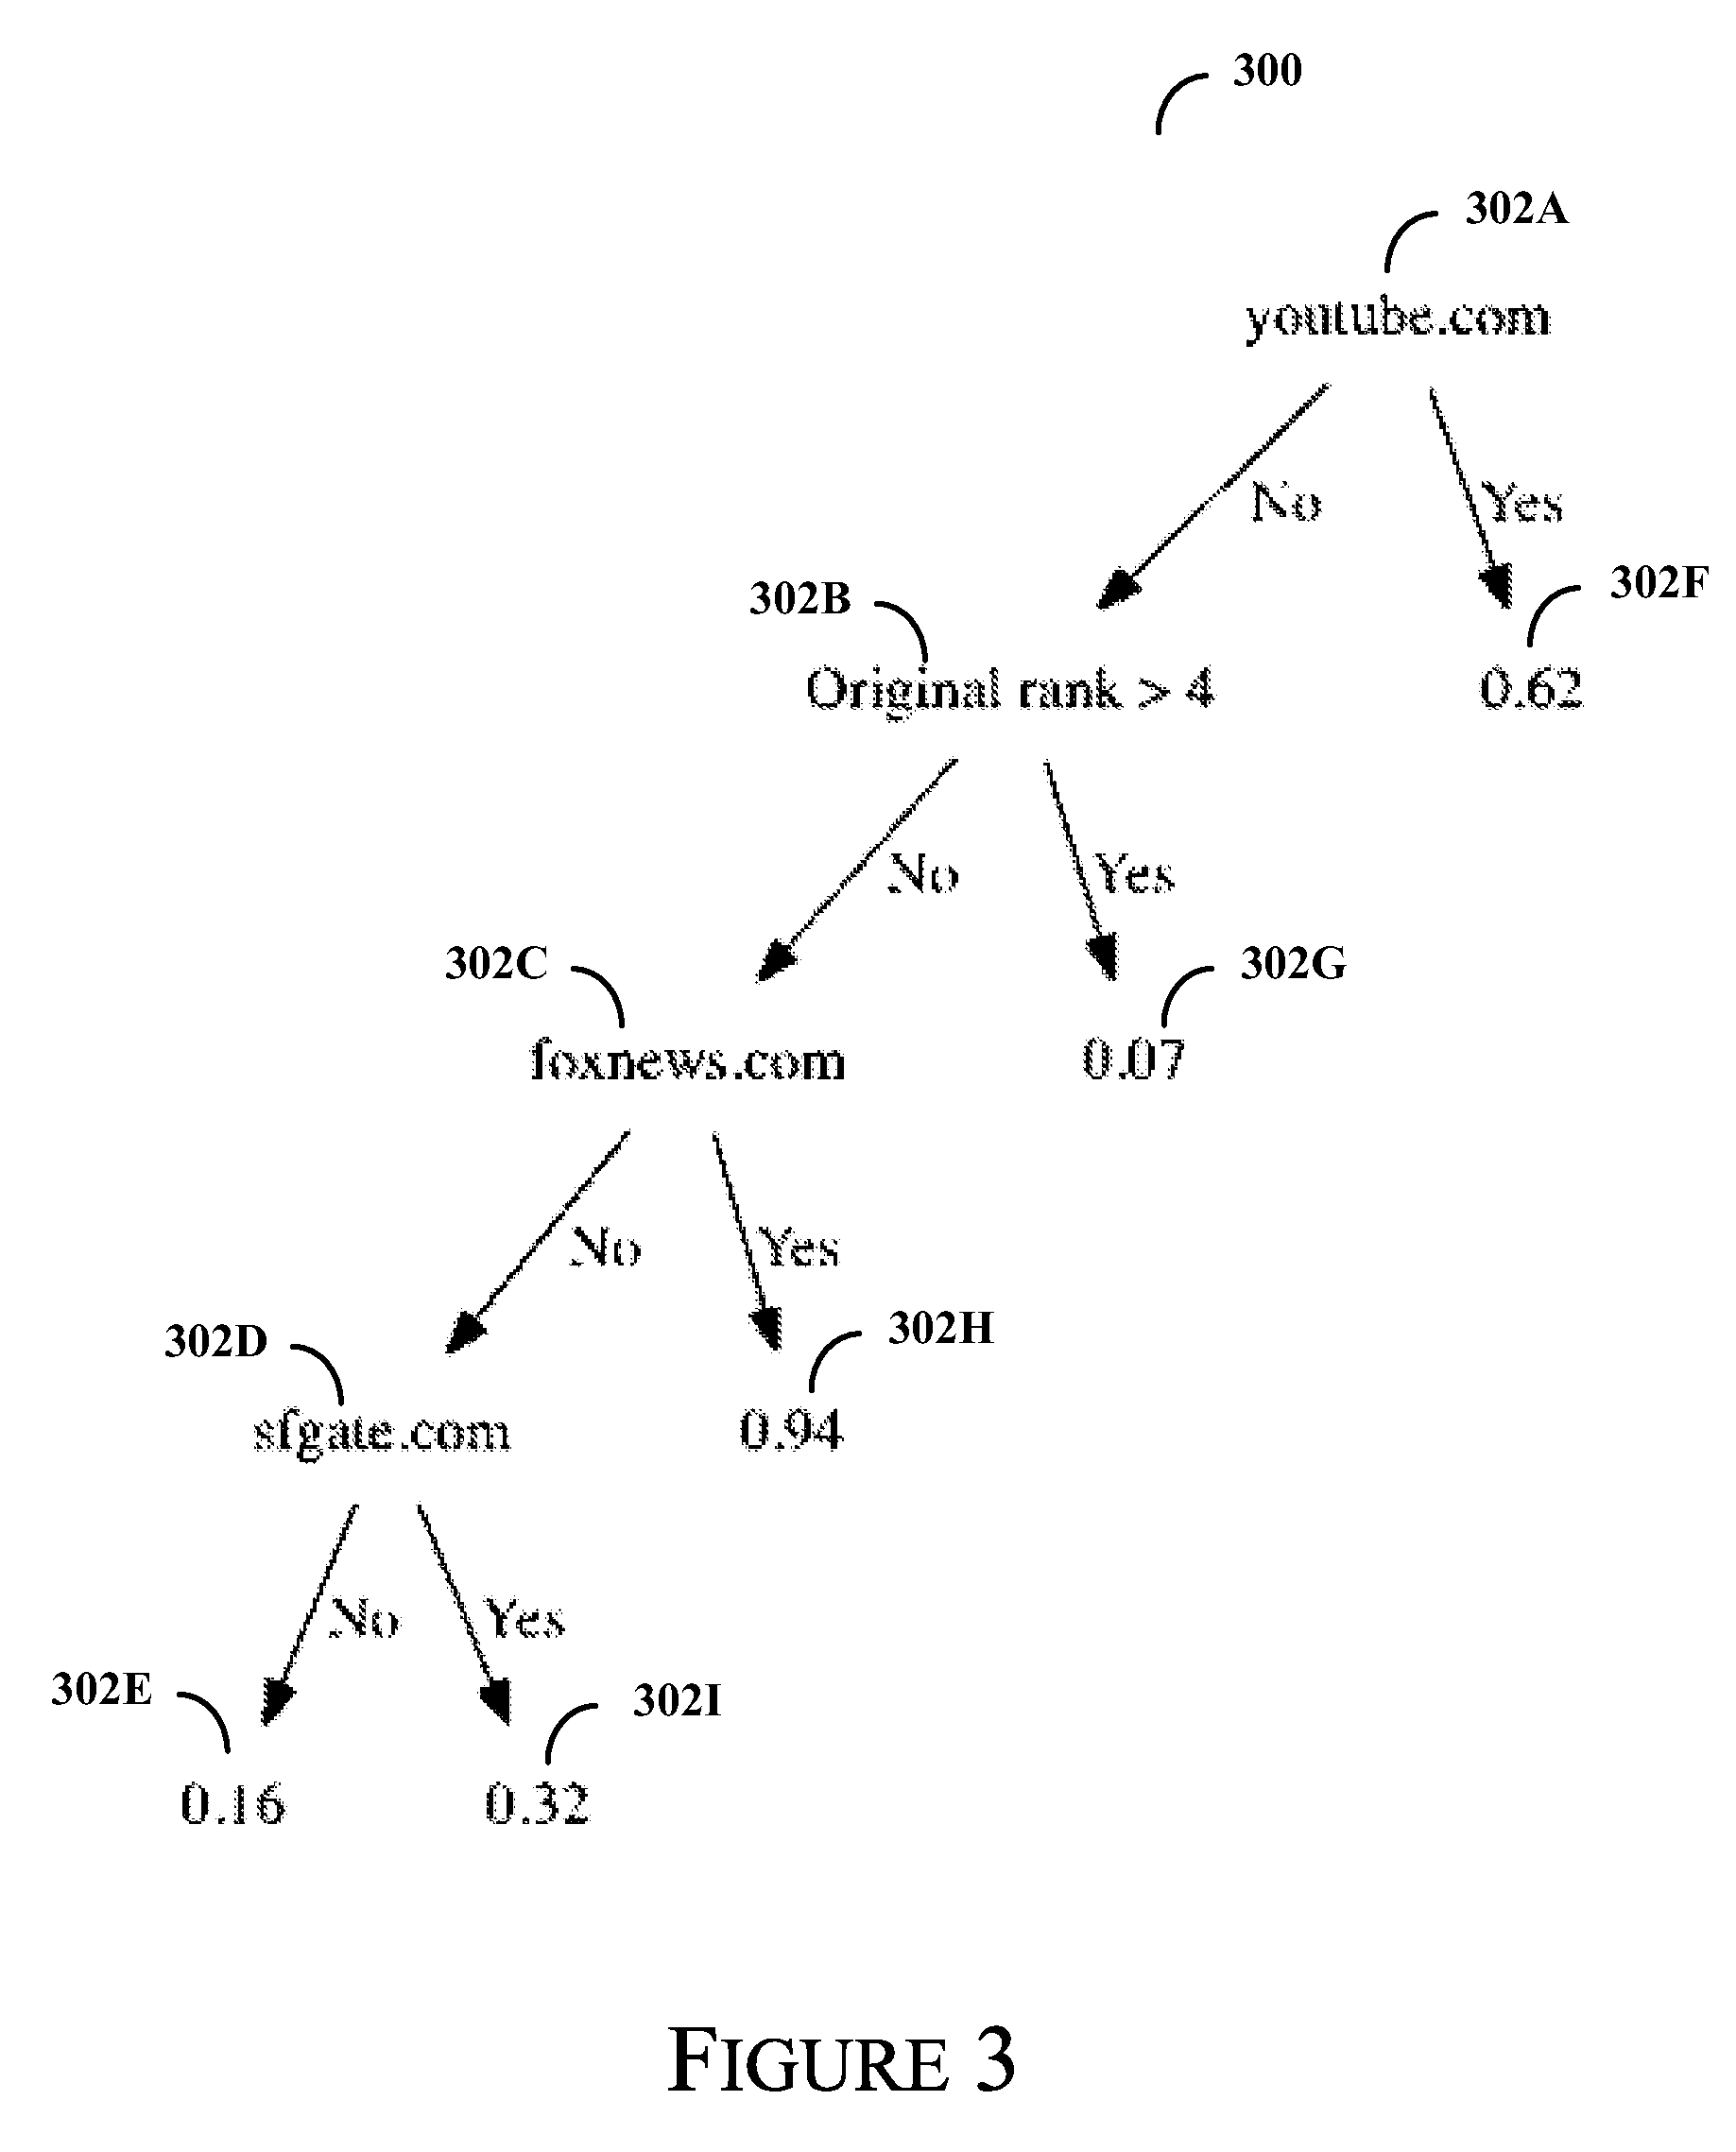 300
302A
youtube.com
No
Yes
302B
302F
Original rank > 4
0.62
No
Yes
302C
302G
foxnews.com
0.07
No
Yes
302D
302H
sfgate.com
0.94
No
Yes
302E
302I
0.16
0.32
FIGURE 3